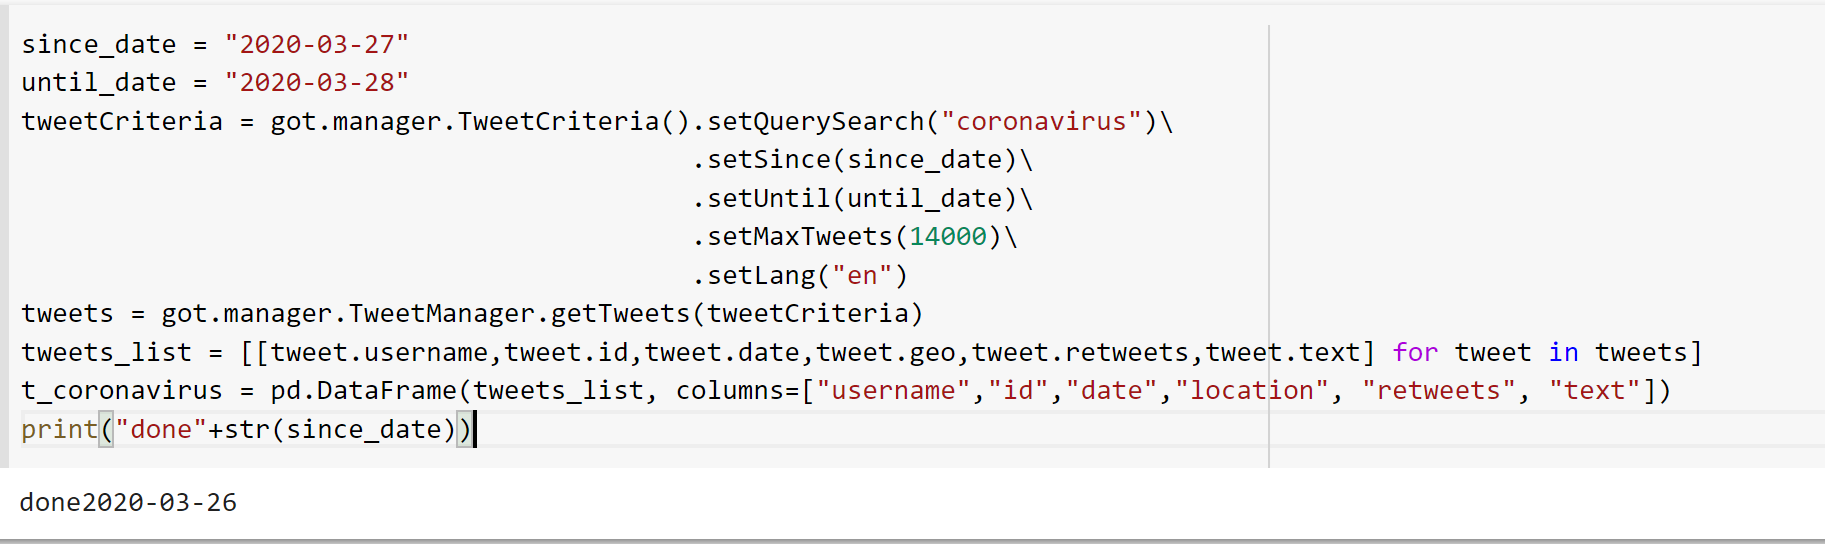 since_date = "2020-03-27"
until_date = "2020-03-28"
tweetCriteria = got.manager.TweetCriteria().setQuerySearch("coronavirus")\
.setSince(since_date)\
.setUntil(until_date)\
.setMaxTweets(14000)\
.setLang("en")
tweets = got.manager.TweetManager.getTweets(tweetCriteria)
tweets_list = [[tweet.username,tweet.id,tweet.date,tweet.geo,tweet.retweets,tweet.text] for tweet in tweets]
t_coronavirus = pd.DataFrame(tweets_list, columns=["username","id","date","location", "retweets", "text"])
print("done"+str(since_date))
done2020-03-26